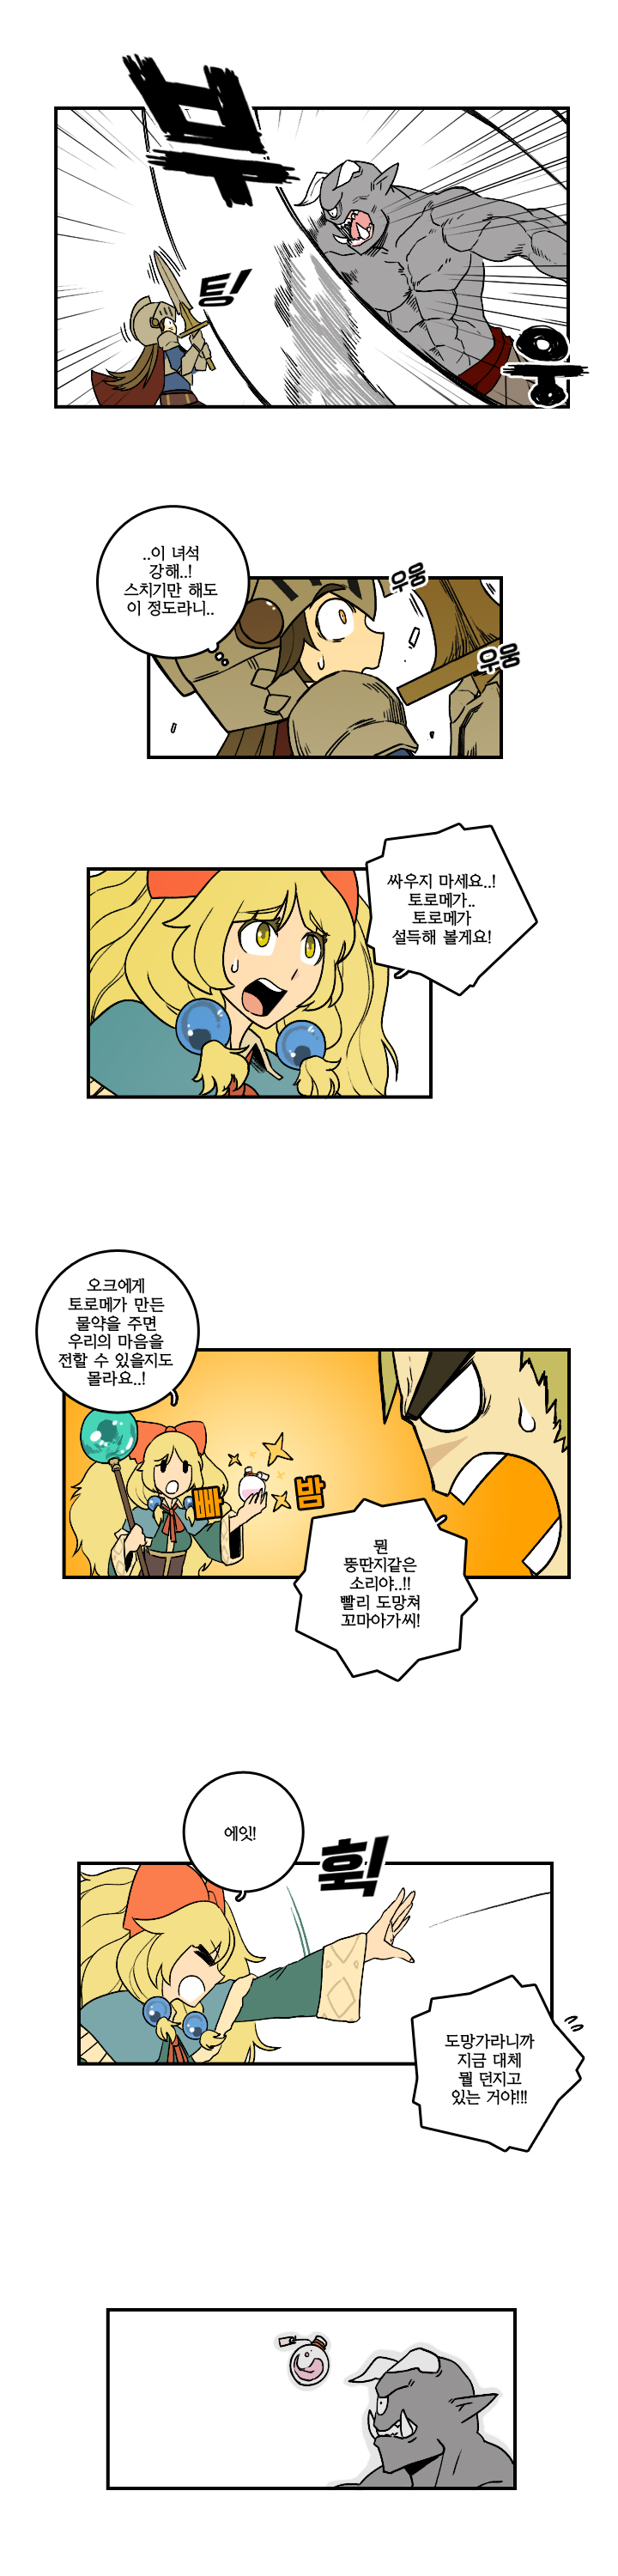 부
팅!
웅
..이 녀석
강해..!
스치기만 해도
이 정도라니..
우웅
우웅
싸우지 마세요..!
토로메가..
토로메가
설득해 볼게요!
오크에게
토로메가 만든
물약을 주면
우리의 마음을
전할 수 있을지도
몰라요..!
빠
밤
뭔
뚱딴지같은
소리야..!!
빨리 도망쳐
꼬마아가씨!
에잇!
휙
도망가라니까
지금 대체
뭘 던지고
있는 거야!!!